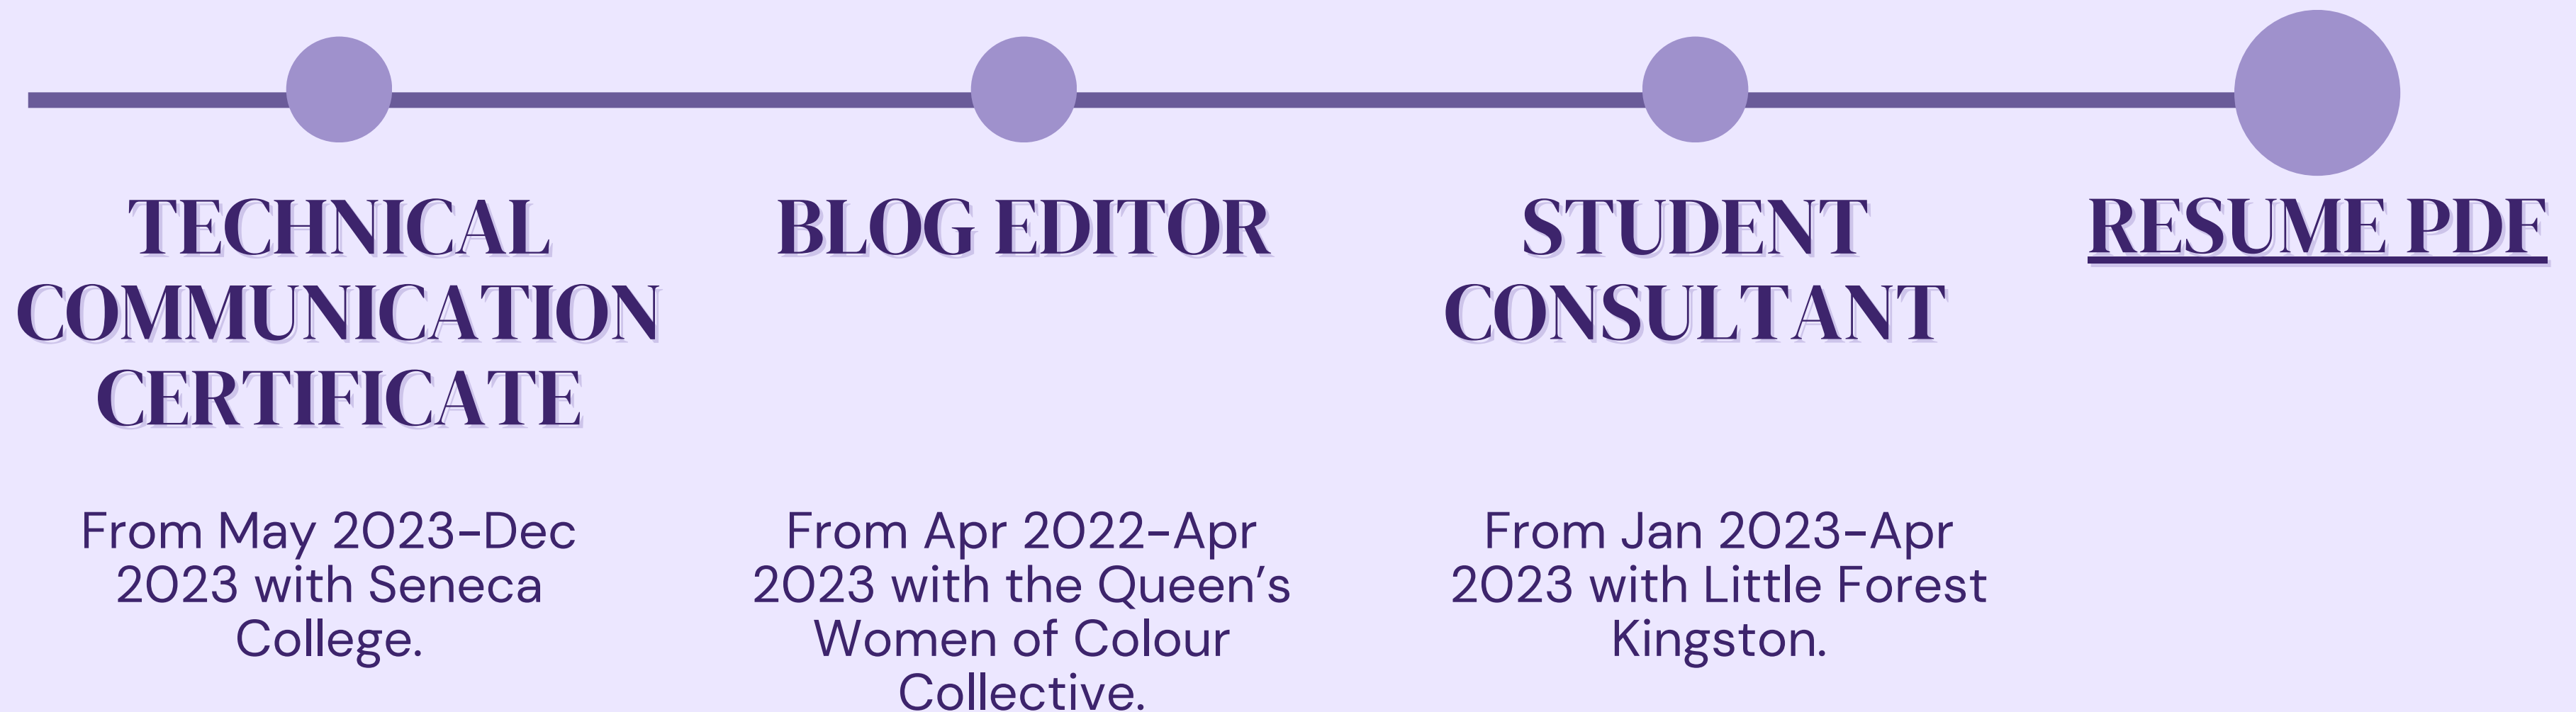 TECHNICAL
COMMUNICATION
CERTIFICATE
From May 2023-Dec
2023 with Seneca
College.
BLOG EDITOR
From Apr 2022-Apr
2023 with the Queen’s
Women of Colour
Collective.
STUDENT
CONSULTANT
From Jan 2023-Apr
2023 with Little Forest
Kingston.
RESUME PDF